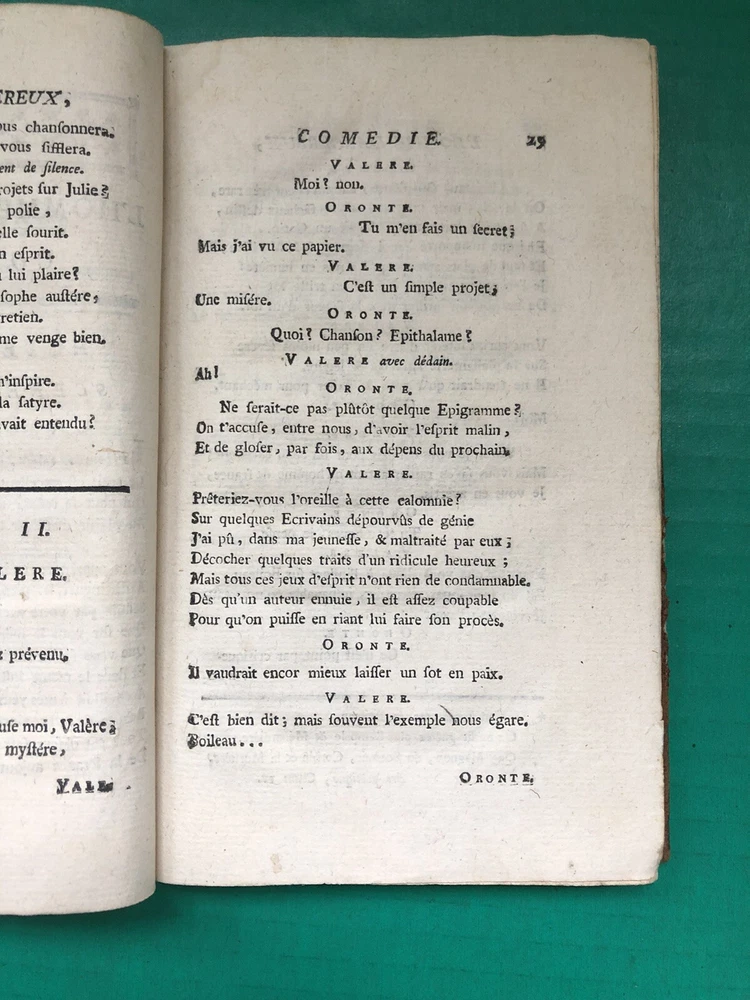 EREUX,
ous chanſonnera.
vous ſifflera.
ent de ſilence.
rojets ſur Julie?
polie,
elle ſourit.
n eſprit.
lui plaire?
ſophe auſtére,
retien.
me venge bien.
n'inſpire.
la ſatyre.
avait entendu?
II.
LERE.
prévenu.
uſe moi, Valère;
myſtére,
VALE-
COMEDIE. 29
VALERE.
Moi? non.
ORONTE.
Tu m'en fais un ſecret;
Mais j'ai vu ce papier.
VALERE.
C'eſt un ſimple projet;
Une miſére.
ORONTE.
Quoi? Chanſon? Epithalame?
VALERE avec dédain.
Ah!
ORONTE.
Ne ſerait-ce pas plûtôt quelque Epigramme?
On t'accuſe, entre nous, d'avoir l'eſprit malin,
Et de gloſer, par fois, aux dépens du prochain.
VALERE.
Prêteriez-vous l'oreille à cette calomnie?
Sur quelques Ecrivains dépourvûs de génie
J'ai pû, dans ma jeuneſſe, & maltraité par eux;
Décocher quelques traits d'un ridicule heureux;
Mais tous ces jeux d'eſprit n'ont rien de condamnable.
Dès qu'un auteur ennuie, il eſt aſſez coupable
Pour qu'on puiſſe en riant lui faire ſon procès.
ORONTE.
Il vaudrait encor mieux laiſſer un ſot en paix.
VALERE.
C'eſt bien dit; mais ſouvent l'exemple nous égare.
Boileau...
ORONTE.